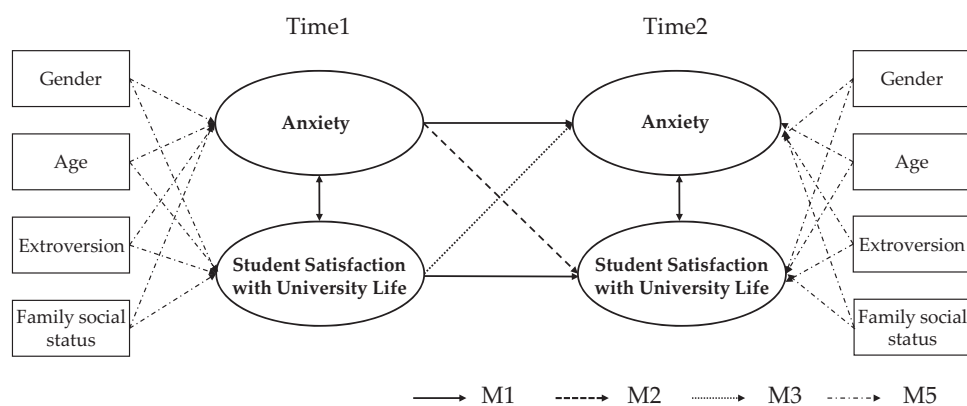 Time1
Time2
Gender
Age
Extroversion
Family social
status
Anxiety
Student Satisfaction
with University Life
Anxiety
Student Satisfaction
with University Life
Gender
Age
Extroversion
Family social
status
M1
M2
M3
M5